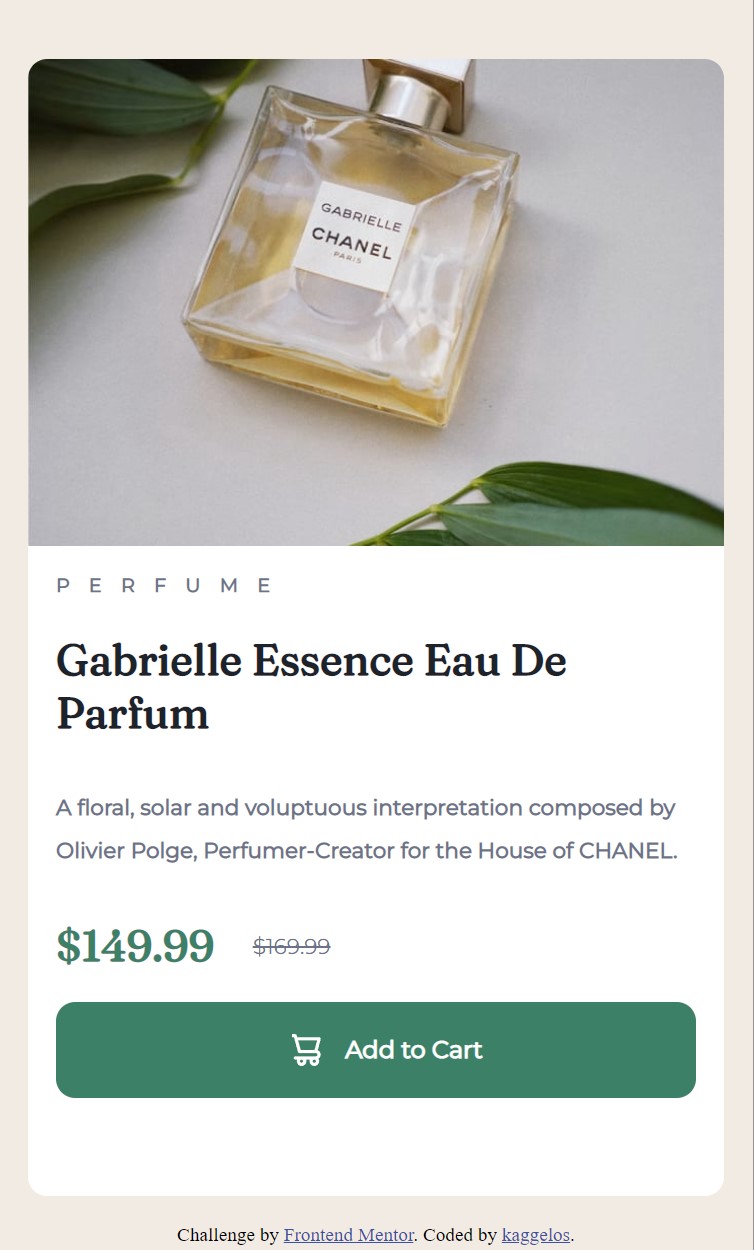 GABRIELLE
CHANEL
PARIS
PERFUME
Gabrielle Essence Eau De
Parfum
A floral, solar and voluptuous interpretation composed by
Olivier Polge, Perfumer-Creator for the House of CHANEL.
$149.99 $169.99
Add to Cart
Challenge by Frontend Mentor. Coded by kaggelos.